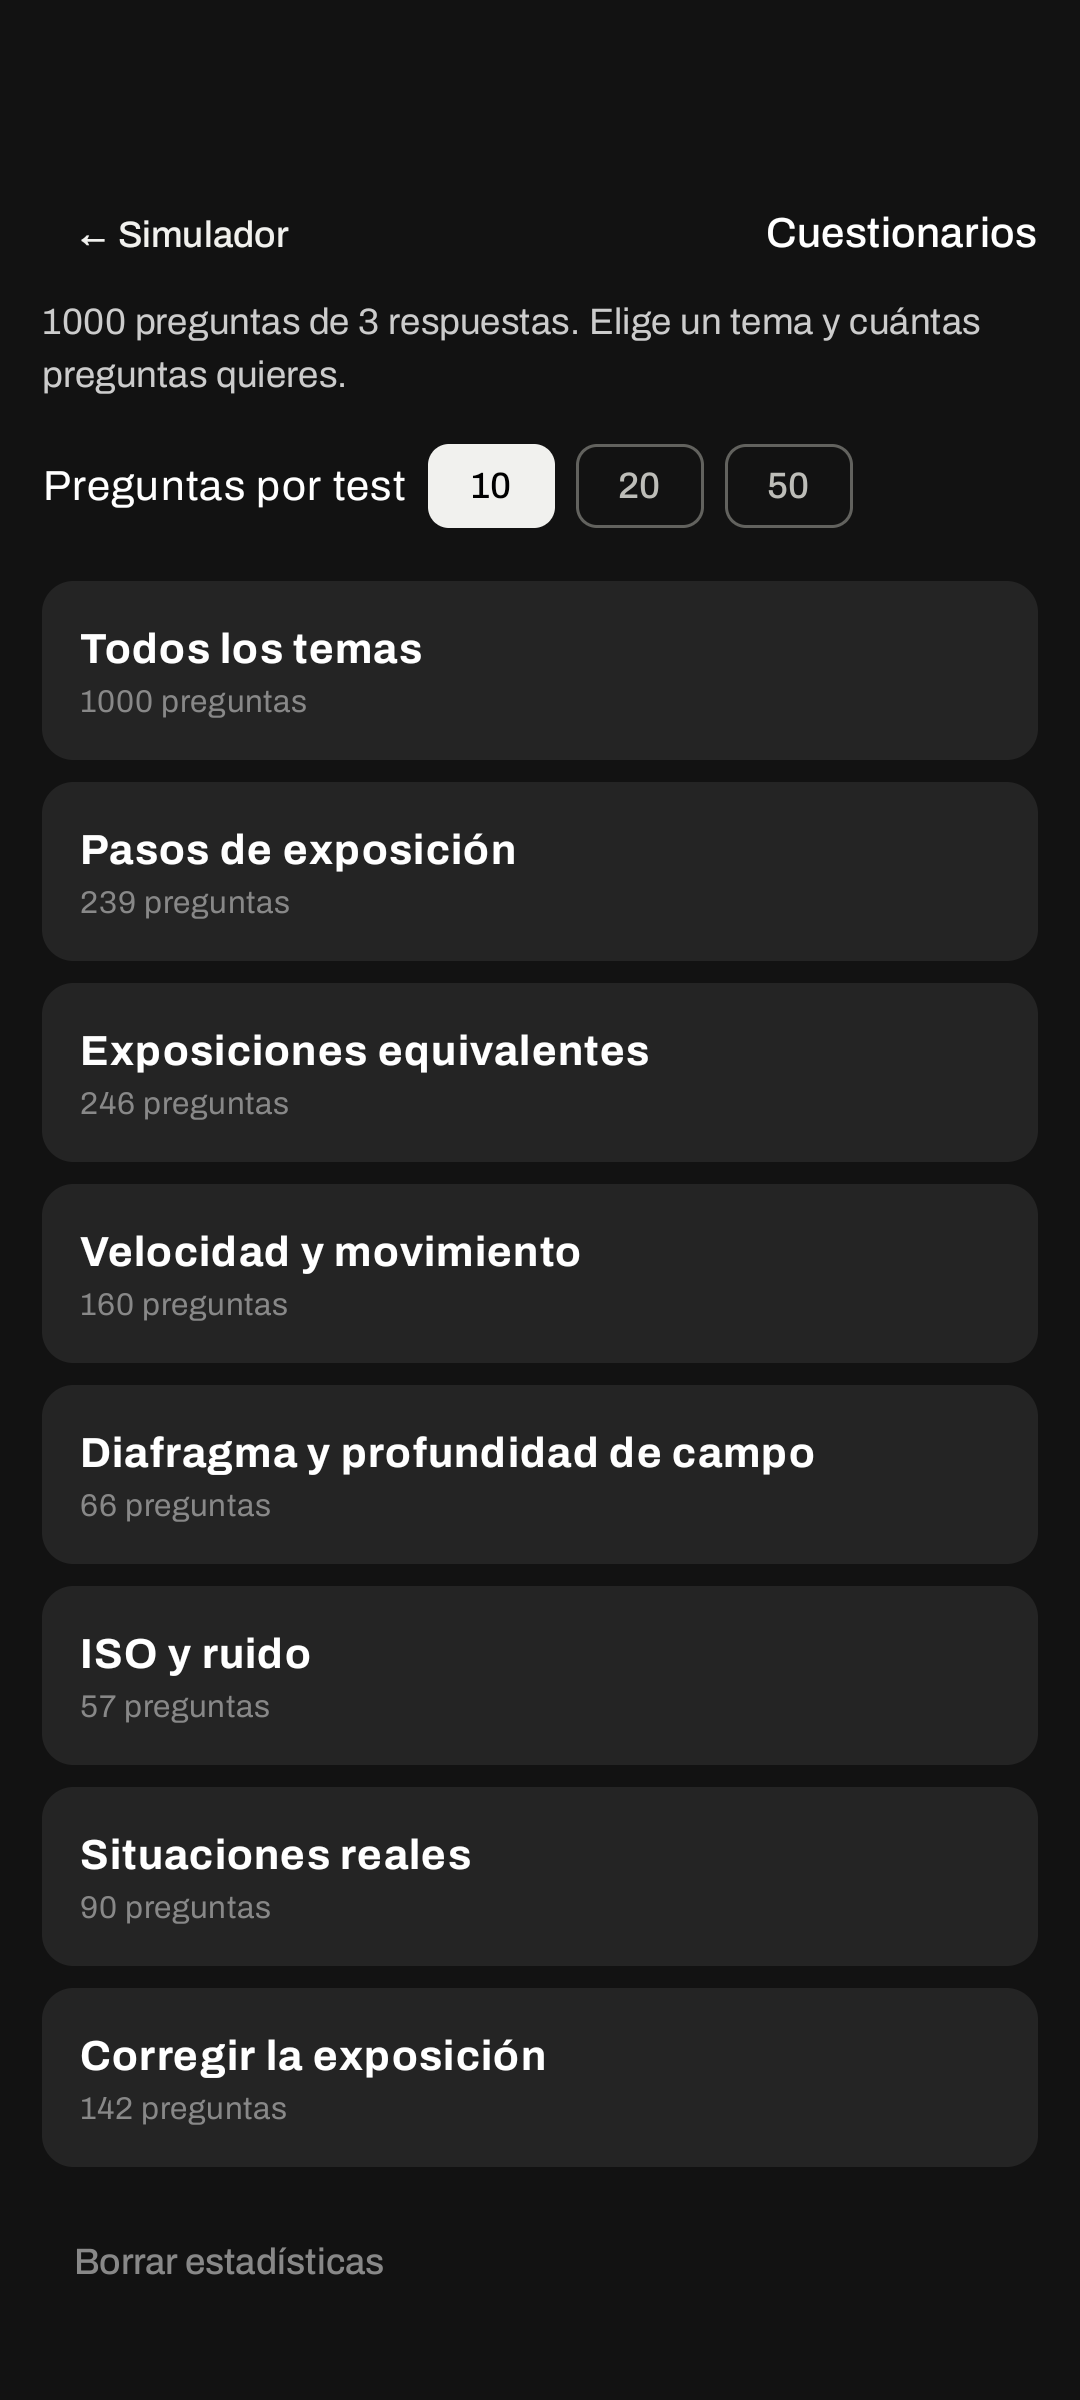 ← Simulador
Cuestionarios
1000 preguntas de 3 respuestas. Elige un tema y cuántas
preguntas quieres.
Preguntas por test 10 20 50
Todos los temas
1000 preguntas
Pasos de exposición
239 preguntas
Exposiciones equivalentes
246 preguntas
Velocidad y movimiento
160 preguntas
Diafragma y profundidad de campo
66 preguntas
ISO y ruido
57 preguntas
Situaciones reales
90 preguntas
Corregir la exposición
142 preguntas
Borrar estadísticas